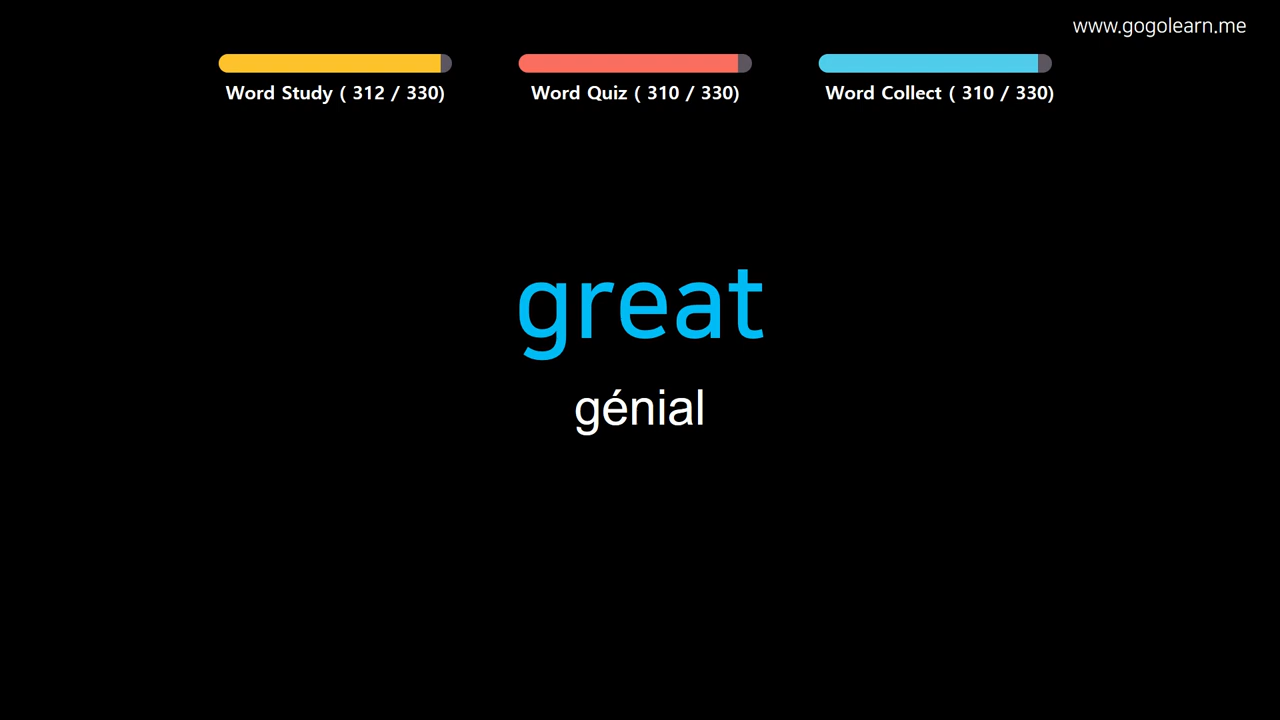 www.gogolearn.me
Word Study ( 312 / 330)
Word Quiz ( 310 / 330)
Word Collect ( 310 / 330)
great
génial